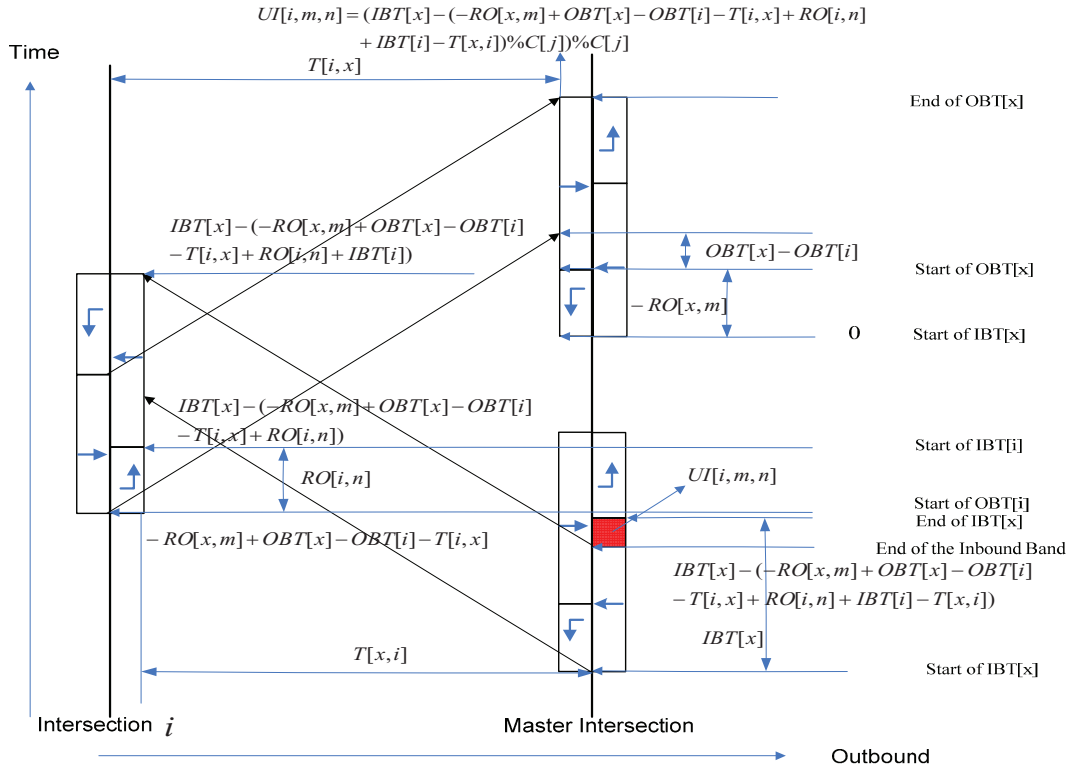 UI[i,m,n] = (IBT[x]-(-RO[x,m]+OBT[x]-OBT[i]-T[i,x]+RO[i,n]
+IBT[i]-T[x,i])%C[j])%C[j]
Time
T[i,x]
End of OBT[x]
IBT[x]-(-RO[x,m]+OBT[x]-OBT[i]
-T[i,x]+RO[i,n]+IBT[i])
OBT[x]-OBT[i]
Start of OBT[x]
-RO[x,m]
0
Start of IBT[x]
IBT[x]-(-RO[x,m]+OBT[x]-OBT[i]
-T[i,x]+RO[i,n])
Start of IBT[i]
RO[i,n]
UI[i,m,n]
Start of OBT[i]
End of IBT[x]
-RO[x,m]+OBT[x]-OBT[i]-T[i,x]
End of the Inbound Band
IBT[x]-(-RO[x,m]+OBT[x]-OBT[i]
-T[i,x]+RO[i,n]+IBT[i]-T[x,i])
IBT[x]
T[x,i]
Start of IBT[x]
Intersection i
Master Intersection
Outbound